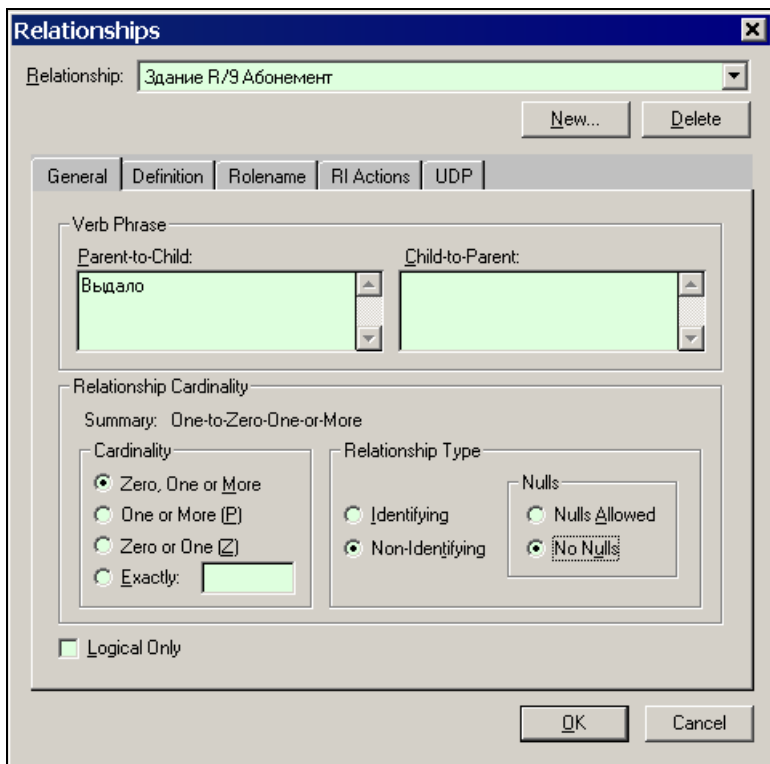 Relationships
Relationship: Здание R/9 Абонемент
New... Delete
General Definition Rolename RI Actions UDP
Verb Phrase
Parent-to-Child: Child-to-Parent:
Выдало
Relationship Cardinality
Summary: One-to-Zero-One-or-More
Cardinality Relationship Type
Nulls
Zero, One or More
One or More (P) Identifying Nulls Allowed
Zero or One (Z) Non-Identifying No Nulls
Exactly:
Logical Only
OK Cancel